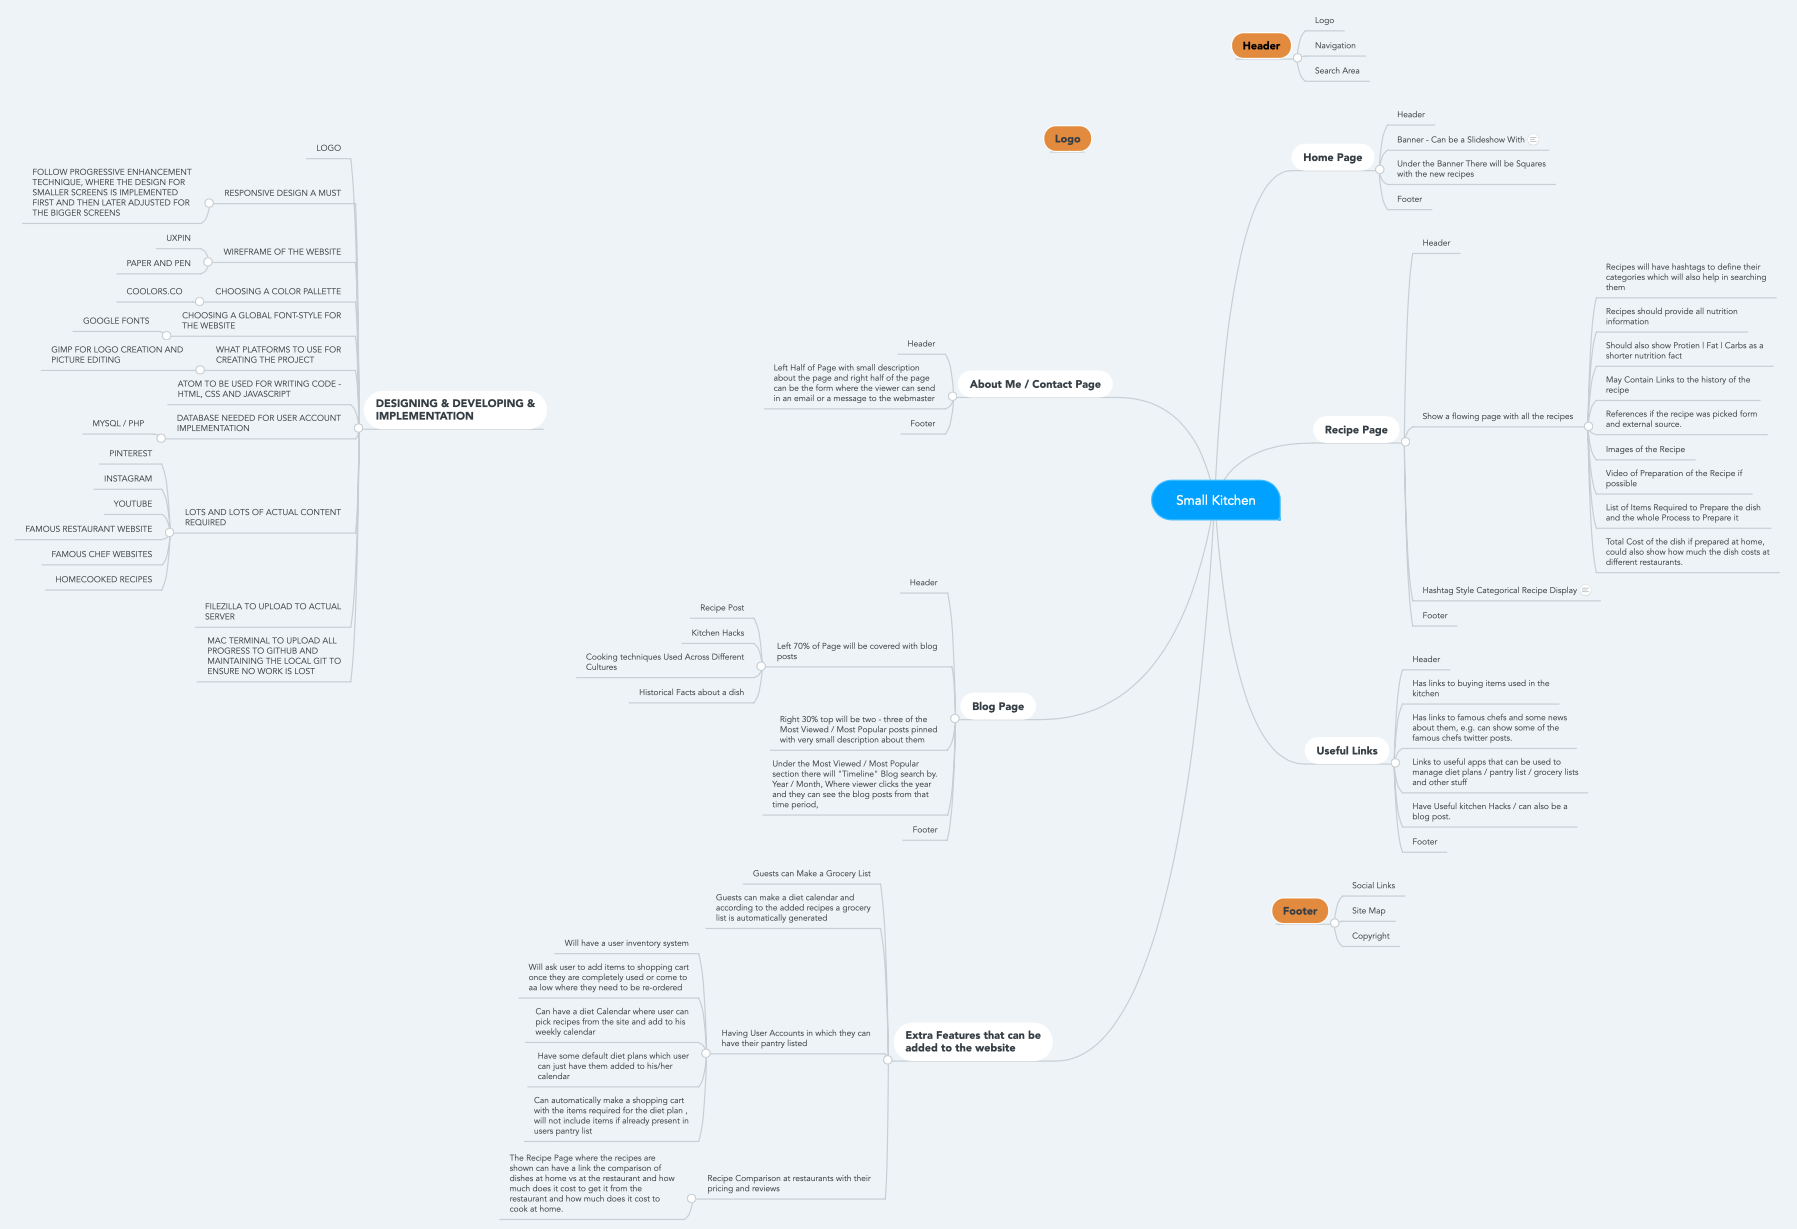 Header
Logo
Navigation
Search Area
Logo
Home Page
Header
Banner - Can be a Slideshow With
Under the Banner There will be Squares
with the new recipes
Footer
Recipe Page
Header
Show a flowing page with all the recipes
Recipes will have hashtags to define their
categories which will also help in searching
them
Recipes should provide all nutrition
information
Should also show Protien | Fat | Carbs as a
shorter nutrition fact
May Contain Links to the history of the
recipe
References if the recipe was picked form
and external source.
Images of the Recipe
Video of Preparation of the Recipe if
possible
List of Items Required to Prepare the dish
and the whole Process to Prepare it
Total Cost of the dish if prepared at home,
could also show how much the dish costs at
different restaurants.
Hashtag Style Categorical Recipe Display
Footer
Small Kitchen
Useful Links
Header
Has links to buying items used in the
kitchen
Has links to famous chefs and some news
about them, e.g. can show some of the
famous chefs twitter posts.
Links to useful apps that can be used to
manage diet plans / pantry list / grocery lists
and other stuff
Have Useful kitchen Hacks / can also be a
blog post.
Footer
Footer
Social Links
Site Map
Copyright
About Me / Contact Page
Header
Left Half of Page with small description
about the page and right half of the page
can be the form where the viewer can send
in an email or a message to the webmaster
Footer
Blog Page
Header
Left 70% of Page will be covered with blog
posts
Recipe Post
Kitchen Hacks
Cooking techniques Used Across Different
Cultures
Historical Facts about a dish
Right 30% top will be two - three of the
Most Viewed / Most Popular posts pinned
with very small description about them
Under the Most Viewed / Most Popular
section there will "Timeline" Blog search by.
Year / Month, Where viewer clicks the year
and they can see the blog posts from that
time period,
Footer
Extra Features that can be
added to the website
Guests can Make a Grocery List
Guests can make a diet calendar and
according to the added recipes a grocery
list is automatically generated
Having User Accounts in which they can
have their pantry listed
Will have a user inventory system
Will ask user to add items to shopping cart
once they are completely used or come to
aa low where they need to be re-ordered
Can have a diet Calendar where user can
pick recipes from the site and add to his
weekly calendar
Have some default diet plans which user
can just have them added to his/her
calendar
Can automatically make a shopping cart
with the items required for the diet plan ,
will not include items if already present in
users pantry list
Recipe Comparison at restaurants with their
pricing and reviews
The Recipe Page where the recipes are
shown can have a link the comparison of
dishes at home vs at the restaurant and how
much does it cost to get it from the
restaurant and how much does it cost to
cook at home.
DESIGNING & DEVELOPING &
IMPLEMENTATION
LOGO
RESPONSIVE DESIGN A MUST
FOLLOW PROGRESSIVE ENHANCEMENT
TECHNIQUE, WHERE THE DESIGN FOR
SMALLER SCREENS IS IMPLEMENTED
FIRST AND THEN LATER ADJUSTED FOR
THE BIGGER SCREENS
WIREFRAME OF THE WEBSITE
UXPIN
PAPER AND PEN
CHOOSING A COLOR PALLETTE
COOLORS.CO
CHOOSING A GLOBAL FONT-STYLE FOR
THE WEBSITE
GOOGLE FONTS
WHAT PLATFORMS TO USE FOR
CREATING THE PROJECT
GIMP FOR LOGO CREATION AND
PICTURE EDITING
ATOM TO BE USED FOR WRITING CODE -
HTML, CSS AND JAVASCRIPT
DATABASE NEEDED FOR USER ACCOUNT
IMPLEMENTATION
MYSQL / PHP
LOTS AND LOTS OF ACTUAL CONTENT
REQUIRED
PINTEREST
INSTAGRAM
YOUTUBE
FAMOUS RESTAURANT WEBSITE
FAMOUS CHEF WEBSITES
HOMECOOKED RECIPES
FILEZILLA TO UPLOAD TO ACTUAL
SERVER
MAC TERMINAL TO UPLOAD ALL
PROGRESS TO GITHUB AND
MAINTAINING THE LOCAL GIT TO
ENSURE NO WORK IS LOST